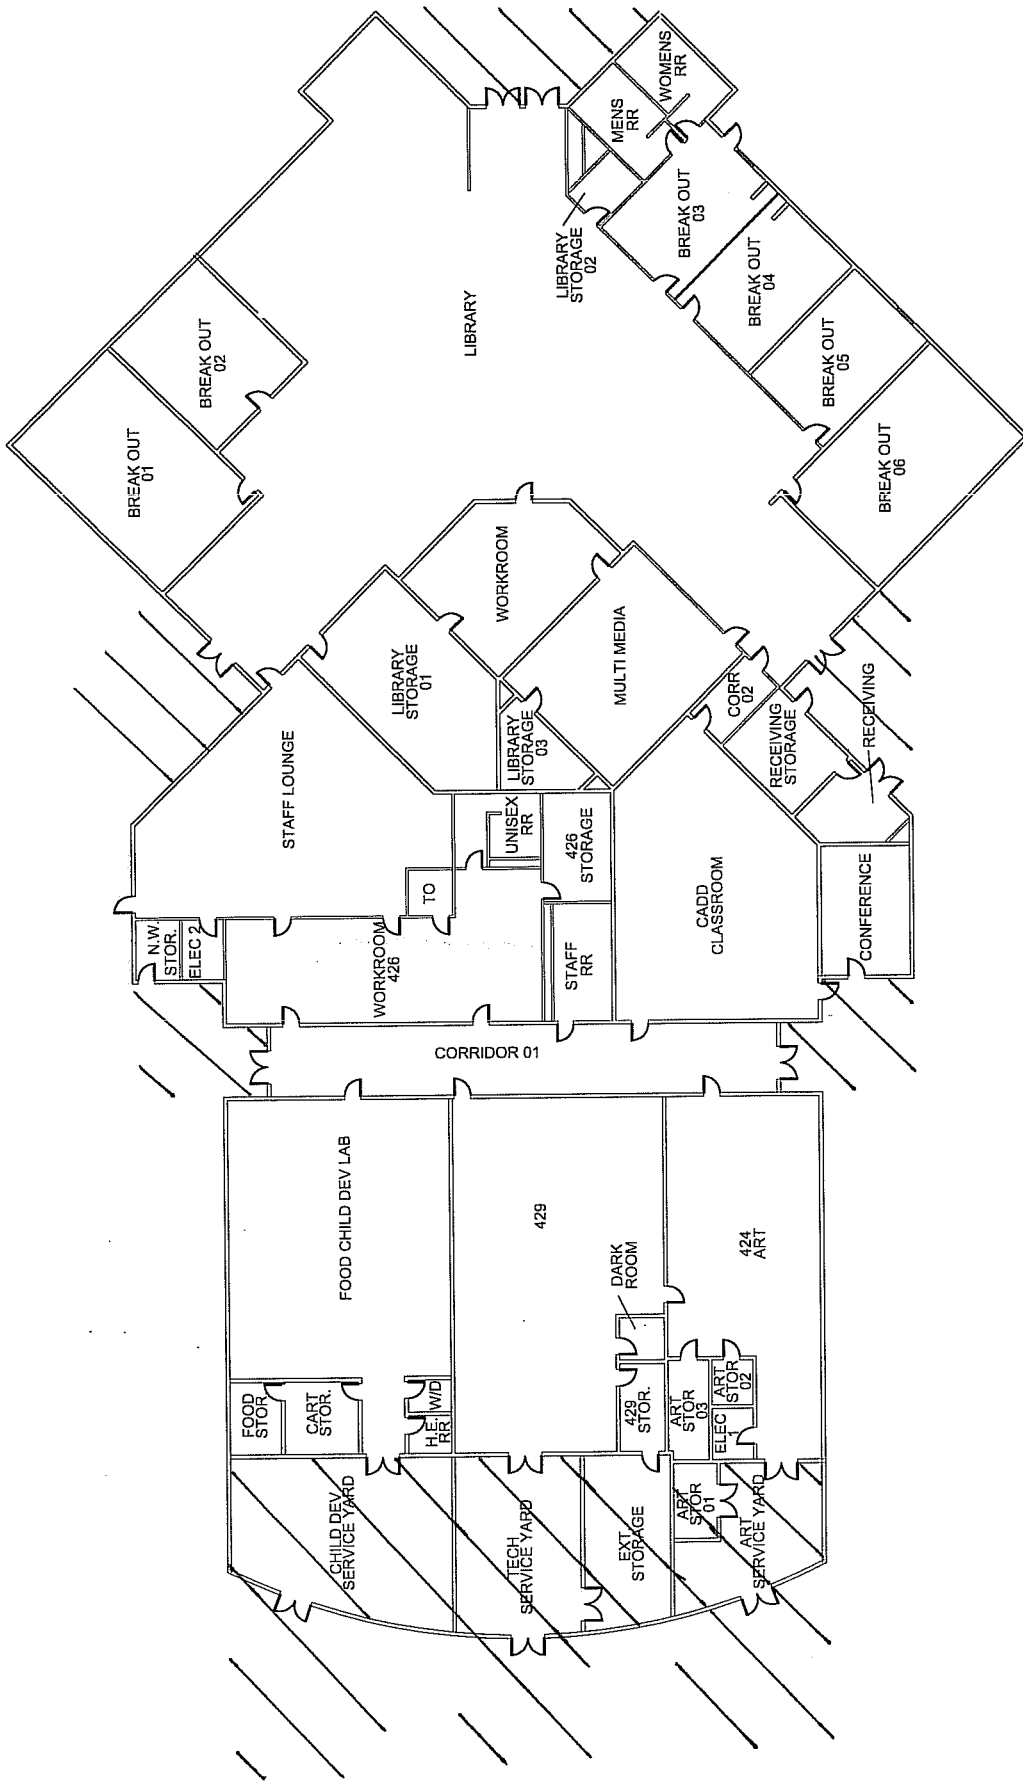 WOMENS
RR
MENS
RR
BREAK OUT
03
LIBRARY
STORAGE
02
BREAK OUT
04
LIBRARY
BREAK OUT
02
BREAK OUT
05
BREAK OUT
01
BREAK OUT
06
WORKROOM
MULTI MEDIA
LIBRARY
STORAGE
01
CORR
02
LIBRARY
STORAGE
03
RECEIVING
STORAGE
RECEIVING
STAFF LOUNGE
UNISEX
RR
426
STORAGE
TO
CADD
CLASSROOM
CONFERENCE
N.W.
STOR.
ELEC 2
WORKROOM
426
STAFF
RR
CORRIDOR 01
FOOD CHILD DEV LAB
429
DARK
ROOM
424
ART
FOOD
STOR
CART
STOR.
W/D
H.E.
RR
429
STOR.
ART
STOR
03
ART
STOR
02
ELEC
1
CHILD DEV
SERVICE YARD
TECH
SERVICE YARD
EXT.
STORAGE
ART
STOR
01
ART
SERVICE YARD